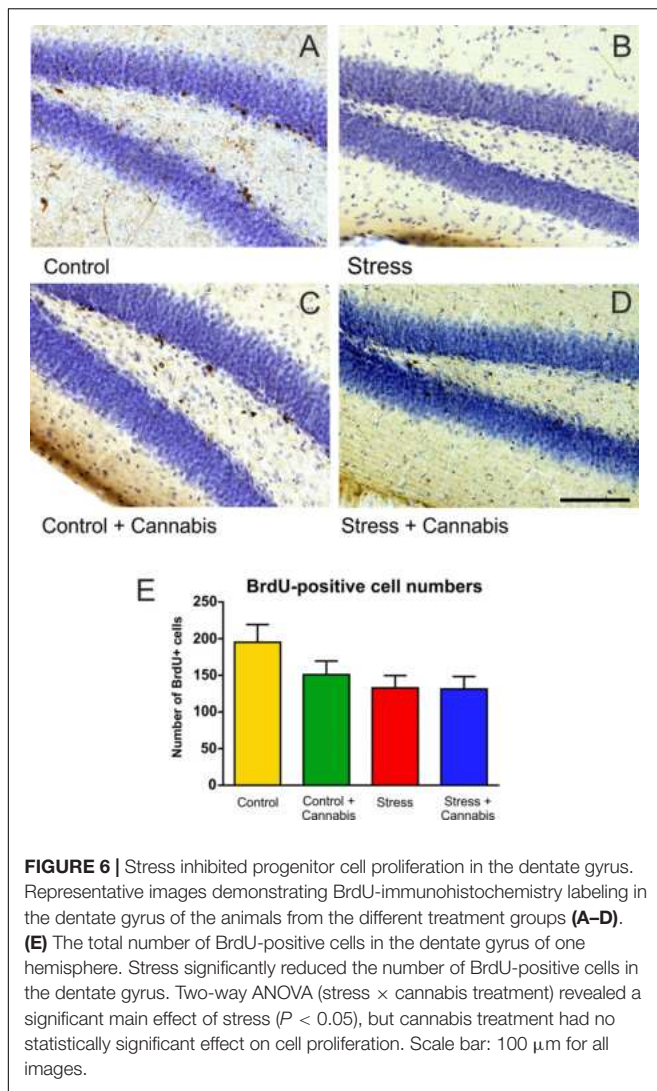 A
B
Control
Stress
C
D
Control + Cannabis
Stress + Cannabis
E
BrdU-positive cell numbers
Number of BrdU+ cells
250
200
150
100
50
0
Control
Control +
Cannabis
Stress
Stress +
Cannabis
FIGURE 6 | Stress inhibited progenitor cell proliferation in the dentate gyrus.
Representative images demonstrating BrdU-immunohistochemistry labeling in
the dentate gyrus of the animals from the different treatment groups (A–D).
(E) The total number of BrdU-positive cells in the dentate gyrus of one
hemisphere. Stress significantly reduced the number of BrdU-positive cells in
the dentate gyrus. Two-way ANOVA (stress × cannabis treatment) revealed a
significant main effect of stress (P < 0.05), but cannabis treatment had no
statistically significant effect on cell proliferation. Scale bar: 100 μm for all
images.